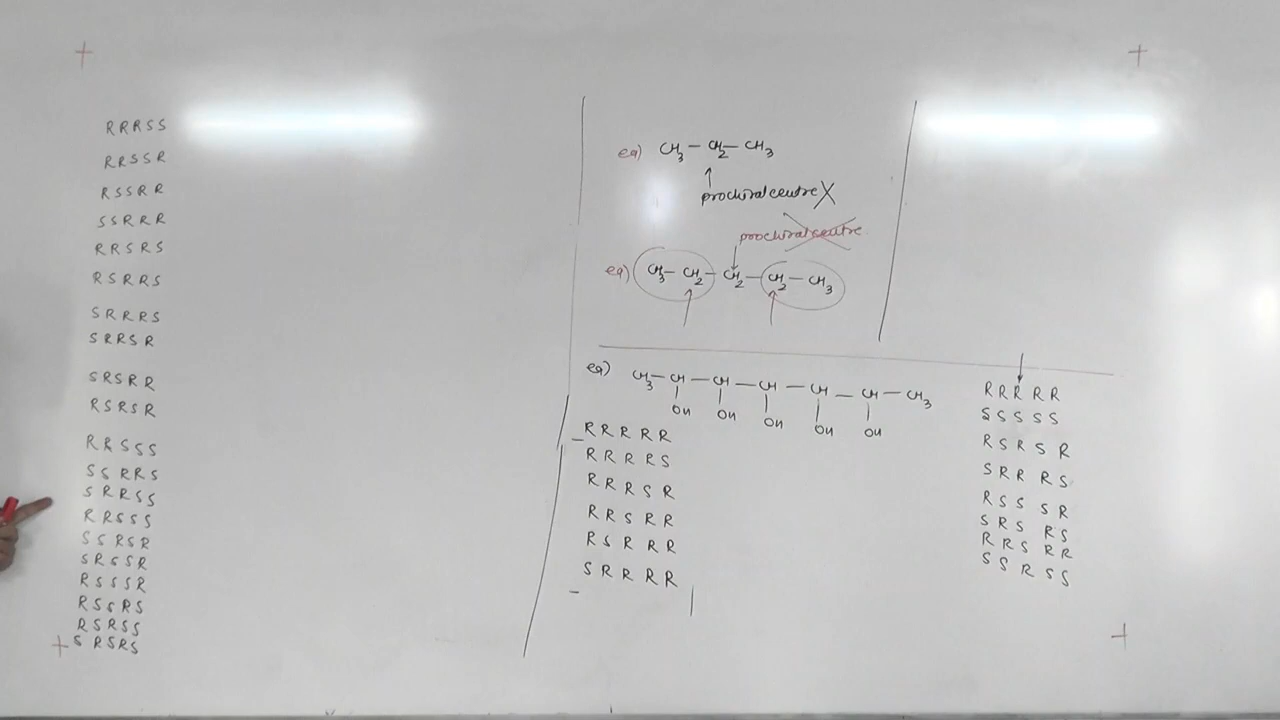 RRRSS
RRSSR
RSSRR
SSRRR
RRSRS
RSRRS
SRRRS
SRRSR
SRSRR
RSRSR
RRSSS
SSRRS
SRRSS
RRSSS
SSRSR
SRSSR
RSSSR
RSSRS
RSRSS
SRSRS
eq) CH3 — CH2 — CH3
prochiral centre X
prochiral centre
eq) CH3 — CH2 — CH2 — CH2 — CH3
eq) CH3 — CH — CH — CH — CH — CH — CH3
OH OH OH OH OH
RRRRR
RRRRS
RRRSR
RRSRR
RSRRR
SRRRR
RRRRR
SSSSS
RSRSR
SRRRS
RSSSR
SRSRS
RRSRR
SSRSS